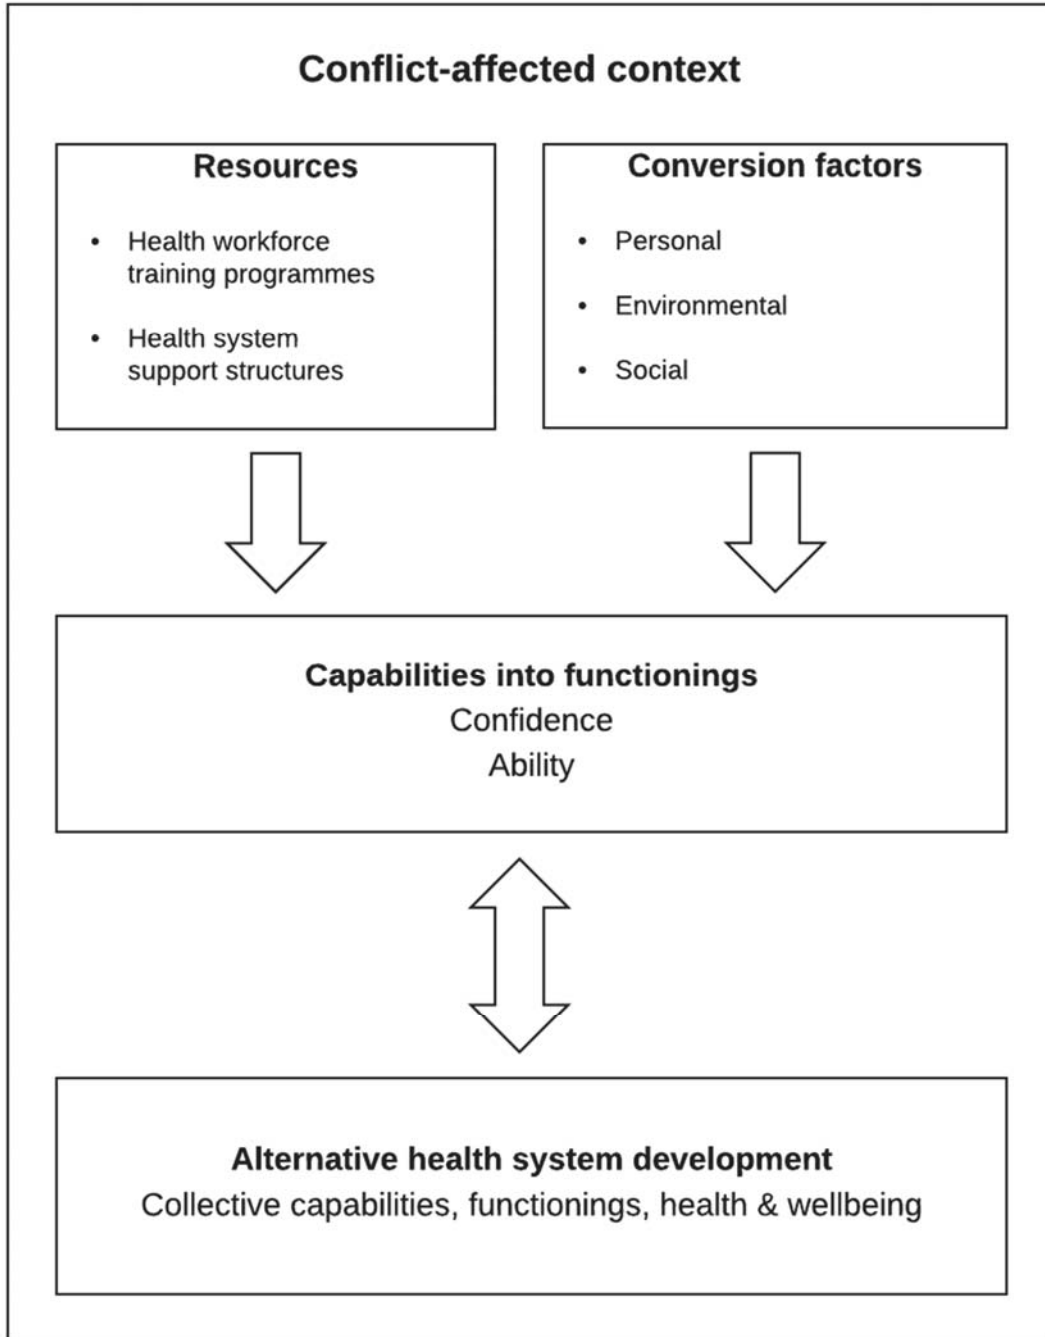 Conflict-affected context
Resources
• Health workforce
training programmes
• Health system
support structures
Conversion factors
• Personal
• Environmental
• Social
Capabilities into functionings
Confidence
Ability
Alternative health system development
Collective capabilities, functionings, health & wellbeing